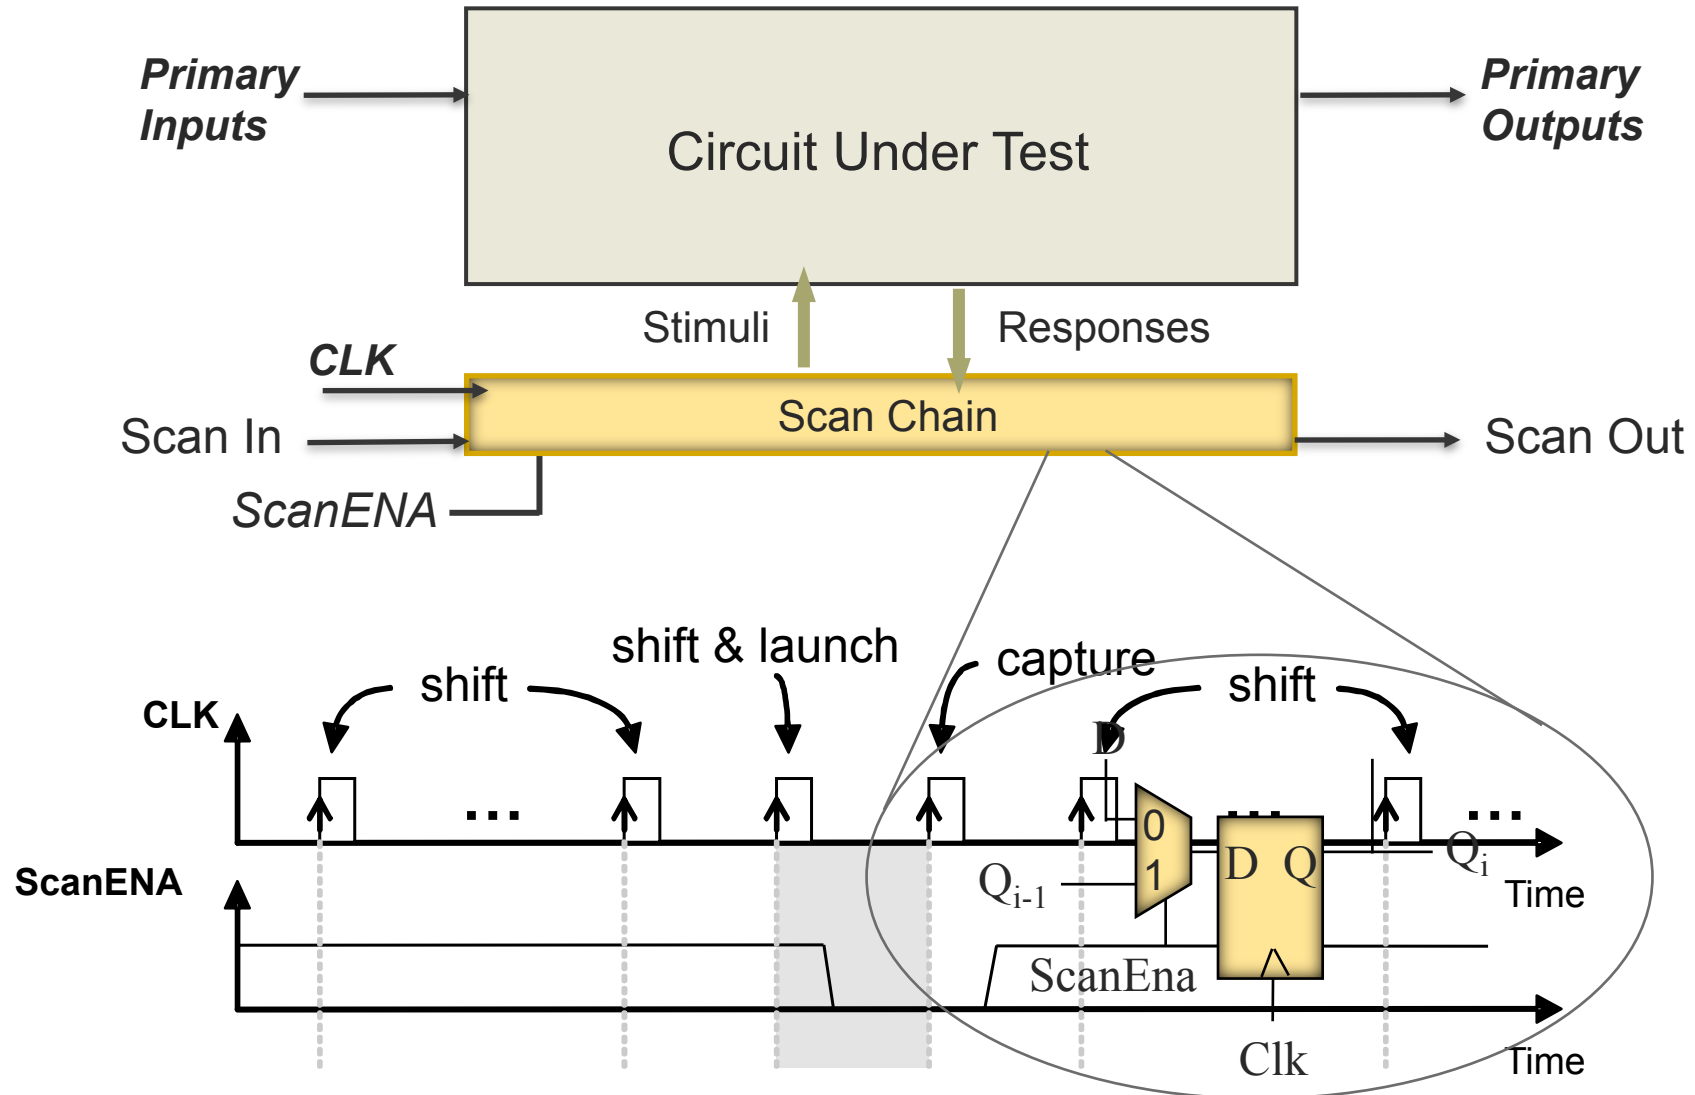 Primary
Inputs
Circuit Under Test
Primary
Outputs
Stimuli
Responses
CLK
Scan In
Scan Chain
Scan Out
ScanENA
shift
shift & launch
capture
shift
CLK
D
...
0
...
...
1
D Q
Qi
Qi-1
ScanENA
Time
ScanEna
Clk
Time